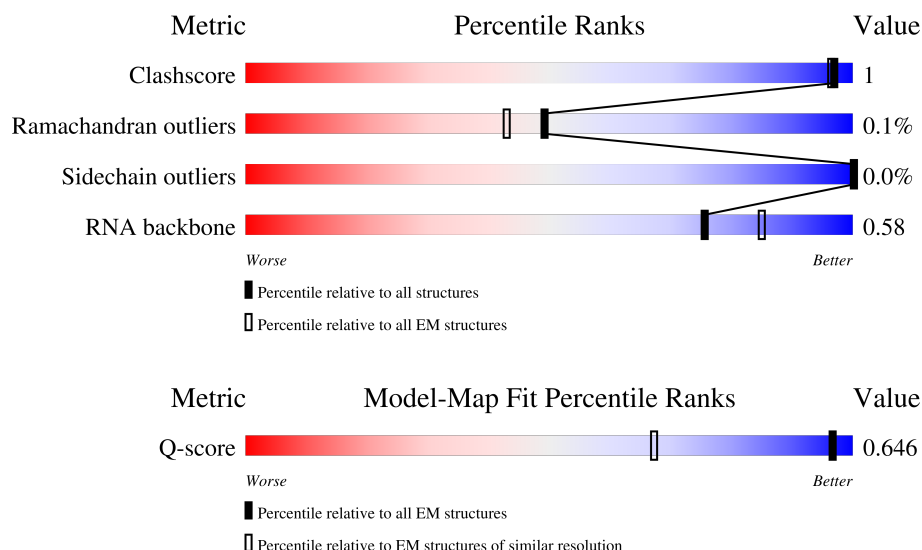 Metric Percentile Ranks Value
Clashscore 1
Ramachandran outliers 0.1%
Sidechain outliers 0.0%
RNA backbone 0.58
Worse Better
Percentile relative to all structures
Percentile relative to all EM structures
Metric Model-Map Fit Percentile Ranks Value
Q-score 0.646
Worse Better
Percentile relative to all EM structures
Percentile relative to EM structures of similar resolution